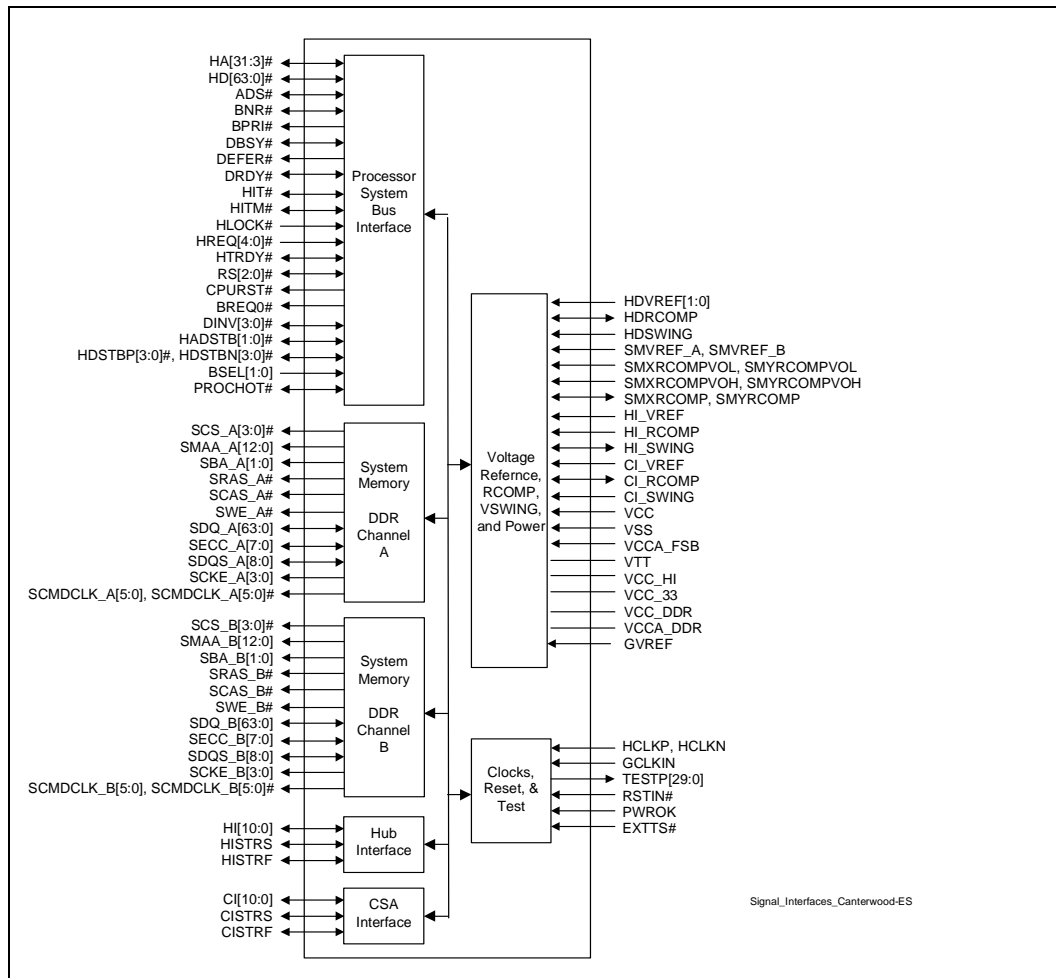 HA[31:3]#
HD[63:0]#
ADS#
BNR#
BPRI#
DBSY#
DEFER#
DRDY#
HIT#
HITM#
HLOCK#
HREQ[4:0]#
HTRDY#
RS[2:0]#
CPURST#
BREQ0#
DINV[3:0]#
HADSTB[1:0]#
HDSTBP[3:0]#, HDSTBN[3:0]#
BSEL[1:0]
PROCHOT#
Processor
System
Bus
Interface
SCS_A[3:0]#
SMAA_A[12:0]
SBA_A[1:0]
SRAS_A#
SCAS_A#
SWE_A#
SDQ_A[63:0]
SECC_A[7:0]
SDQS_A[8:0]
SCKE_A[3:0]
SCMDCLK_A[5:0], SCMDCLK_A[5:0]#
System
Memory
DDR
Channel
A
SCS_B[3:0]#
SMAA_B[12:0]
SBA_B[1:0]
SRAS_B#
SCAS_B#
SWE_B#
SDQ_B[63:0]
SECC_B[7:0]
SDQS_B[8:0]
SCKE_B[3:0]
SCMDCLK_B[5:0], SCMDCLK_B[5:0]#
System
Memory
DDR
Channel
B
HI[10:0]
HISTRS
HISTRF
Hub
Interface
CI[10:0]
CISTRS
CISTRF
CSA
Interface
Voltage
Refernce,
RCOMP,
VSWING,
and Power
HDVREF[1:0]
HDRCOMP
HDSWING
SMVREF_A, SMVREF_B
SMXRCOMPVOL, SMYRCOMPVOL
SMXRCOMPVOH, SMYRCOMPVOH
SMXRCOMP, SMYRCOMP
HI_VREF
HI_RCOMP
HI_SWING
CI_VREF
CI_RCOMP
CI_SWING
VCC
VSS
VCCA_FSB
VTT
VCC_HI
VCC_33
VCC_DDR
VCCA_DDR
GVREF
Clocks,
Reset, &
Test
HCLKP, HCLKN
GCLKIN
TESTP[29:0]
RSTIN#
PWROK
EXTTS#
Signal_Interfaces_Canterwood-ES